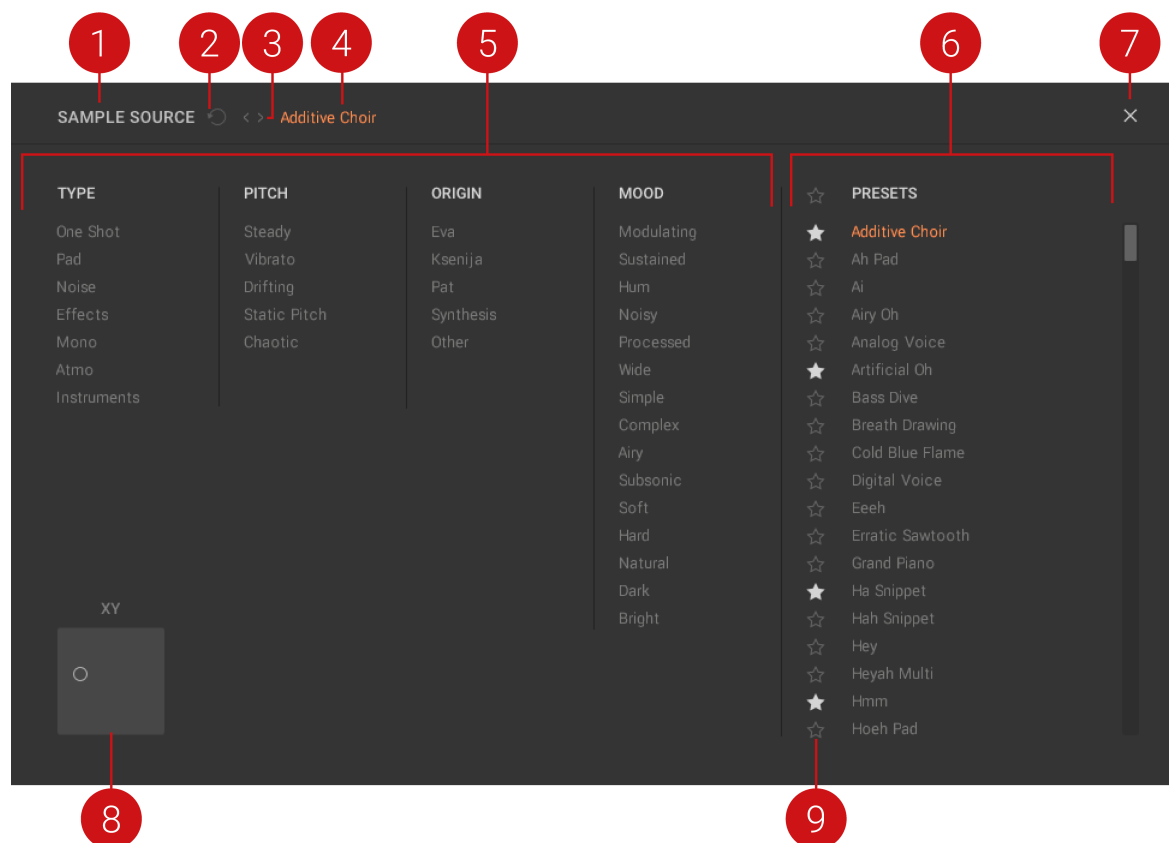 1 2 3 4 5 6 7
SAMPLE SOURCE < > Additive Choir ×
TYPE PITCH ORIGIN MOOD PRESETS
One Shot Steady Eva Modulating Additive Choir
Pad Vibrato Ksenija Sustained Ah Pad
Noise Drifting Pat Hum Ai
Effects Static Pitch Synthesis Noisy Airy Oh
Mono Chaotic Other Processed Analog Voice
Atmo Wide Artificial Oh
Instruments Simple Bass Dive
Complex Breath Drawing
Airy Cold Blue Flame
Subsonic Digital Voice
Soft Eeeh
Hard Erratic Sawtooth
Natural Grand Piano
Dark Ha Snippet
XY Bright Hah Snippet
Hey
Heyah Multi
Hmm
Hoeh Pad
8 9